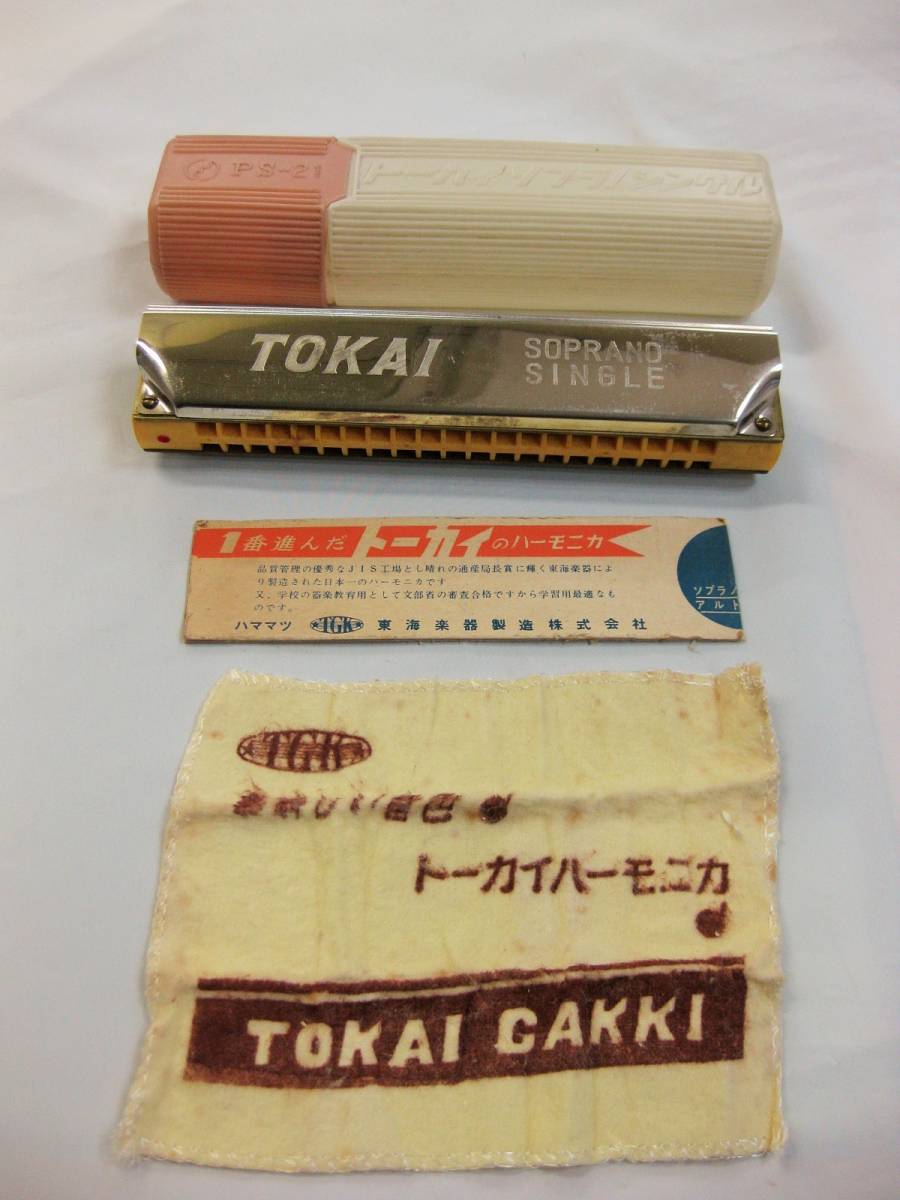 PS-21
トーカイソプラノシングル
TOKAI
SOPRANO
SINGLE
1番進んだトーカイのハーモニカ
品質管理の優秀なJIS工場とし晴れの通産局長賞に輝く東海楽器によ
り製造された日本一のハーモニカです
又、学校の器楽教育用として文部省の審査合格ですから学習用最適なも
のです。
ソプラノ
アルト
ハママツ TGK 東海楽器製造株式会社
TGK
トーカイハーモニカ
TOKAI GAKKI